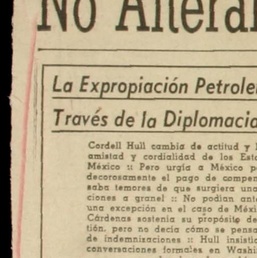 No Altera
La Expropiación Petrole
Través de la Diplomacia
Cordell Hull cambia de actitud y
amistad y cordialidad de los Esta
México :: Pero urgía a México p
decorosamente el pago de compen
saba temores de que surgiera una
ciones a granel :: No podían ante
una excepción en el caso de Méxi
Cárdenas sostenía su propósito de
tión, pero no decía cómo se pensa
de indemnizaciones :: Hull insistía
conversaciones formales en Washi